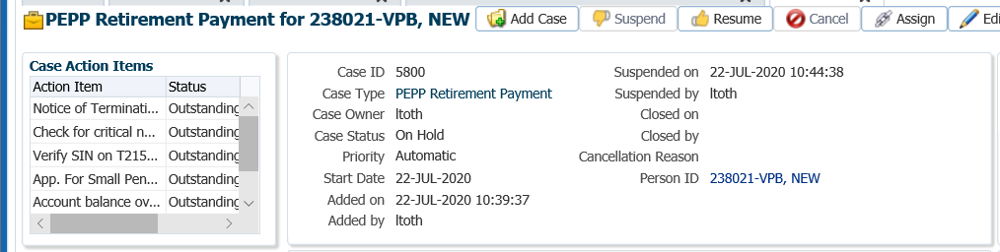 PEPP Retirement Payment for 238021-VPB, NEW Add Case Suspend Resume Cancel Assign Edi
Case Action Items
Action Item Status
Notice of Terminati... Outstanding
Check for critical n... Outstanding
Verify SIN on T215... Outstanding
App. For Small Pen... Outstanding
Account balance ov... Outstanding
Case ID 5800
Case Type PEPP Retirement Payment
Case Owner ltoth
Case Status On Hold
Priority Automatic
Start Date 22-JUL-2020
Added on 22-JUL-2020 10:39:37
Added by ltoth
Suspended on 22-JUL-2020 10:44:38
Suspended by ltoth
Closed on
Closed by
Cancellation Reason
Person ID 238021-VPB, NEW